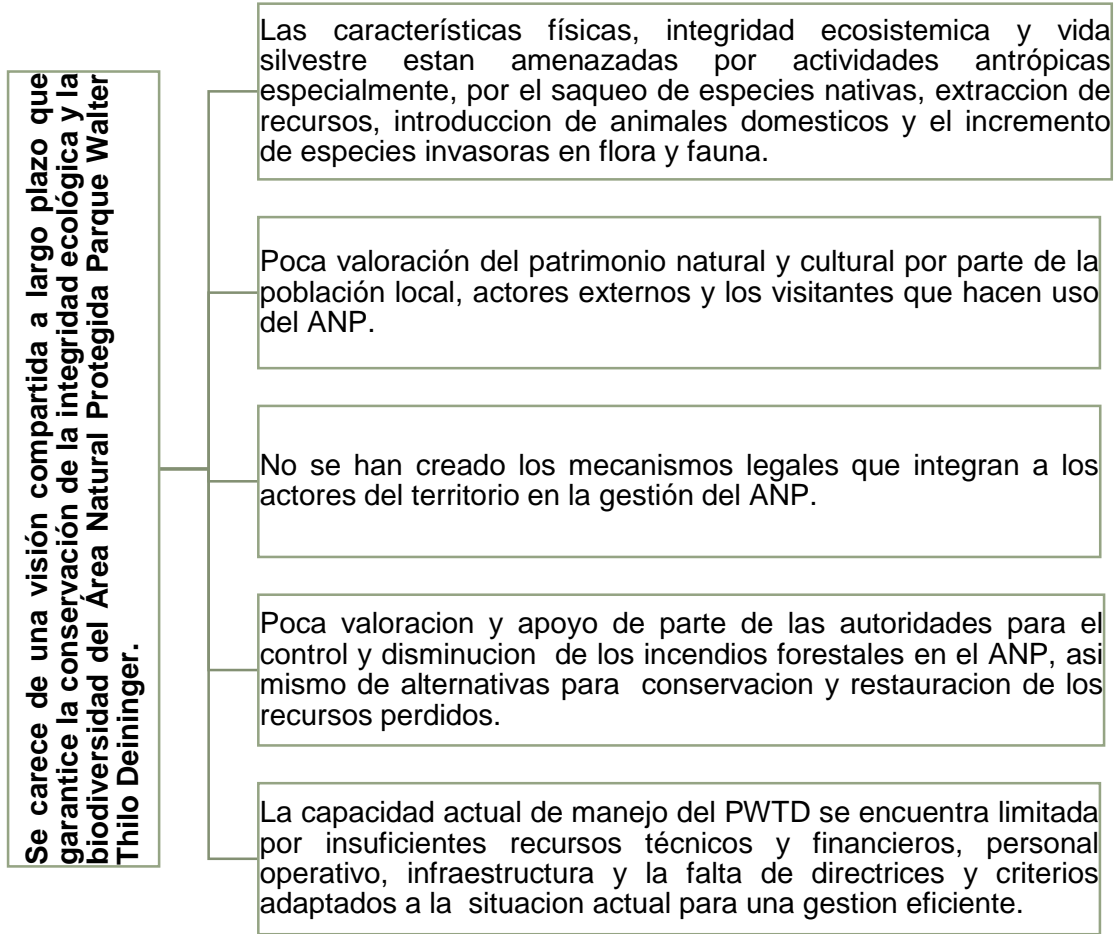 Se carece de una visión compartida a largo plazo que
garantice la conservación de la integridad ecológica y la
biodiversidad del Área Natural Protegida Parque Walter
Thilo Deininger.
Las características físicas, integridad ecosistemica y vida
silvestre estan amenazadas por actividades antrópicas
especialmente, por el saqueo de especies nativas, extraccion de
recursos, introduccion de animales domesticos y el incremento
de especies invasoras en flora y fauna.
Poca valoración del patrimonio natural y cultural por parte de la
población local, actores externos y los visitantes que hacen uso
del ANP.
No se han creado los mecanismos legales que integran a los
actores del territorio en la gestión del ANP.
Poca valoracion y apoyo de parte de las autoridades para el
control y disminucion de los incendios forestales en el ANP, asi
mismo de alternativas para conservacion y restauracion de los
recursos perdidos.
La capacidad actual de manejo del PWTD se encuentra limitada
por insuficientes recursos técnicos y financieros, personal
operativo, infraestructura y la falta de directrices y criterios
adaptados a la situacion actual para una gestion eficiente.